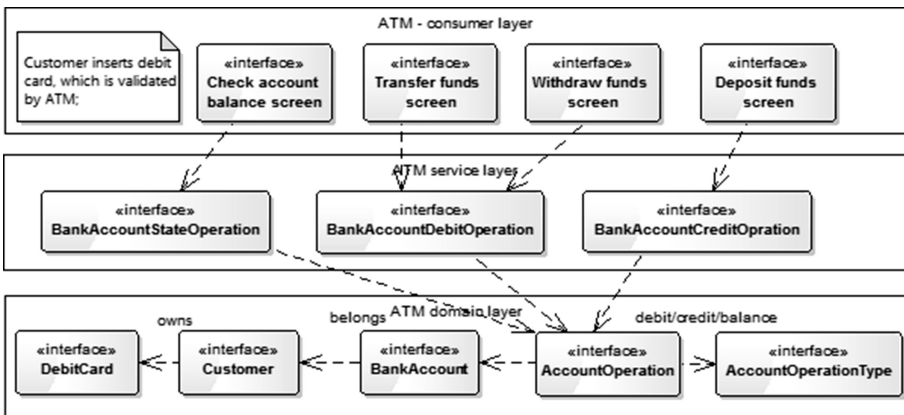 ATM - consumer layer
Customer inserts debit
card, which is validated
by ATM;
«interface»
Check account
balance screen
«interface»
Transfer funds
screen
«interface»
Withdraw funds
screen
«interface»
Deposit funds
screen
ATM service layer
«interface»
BankAccountStateOperation
«interface»
BankAccountDebitOperation
«interface»
BankAccountCreditOpration
ATM domain layer
owns
belongs
debit/credit/balance
«interface»
DebitCard
«interface»
Customer
«interface»
BankAccount
«interface»
AccountOperation
«interface»
AccountOperationType